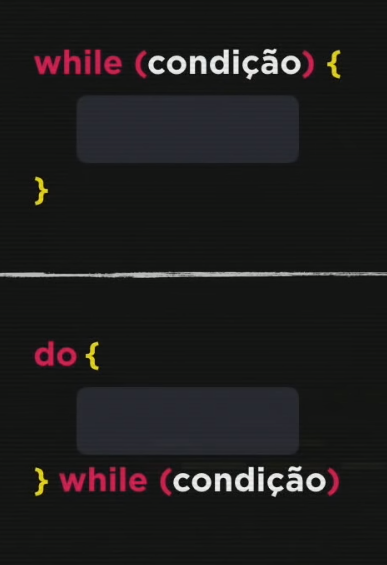 while (condição) {
}
do {
} while (condição)